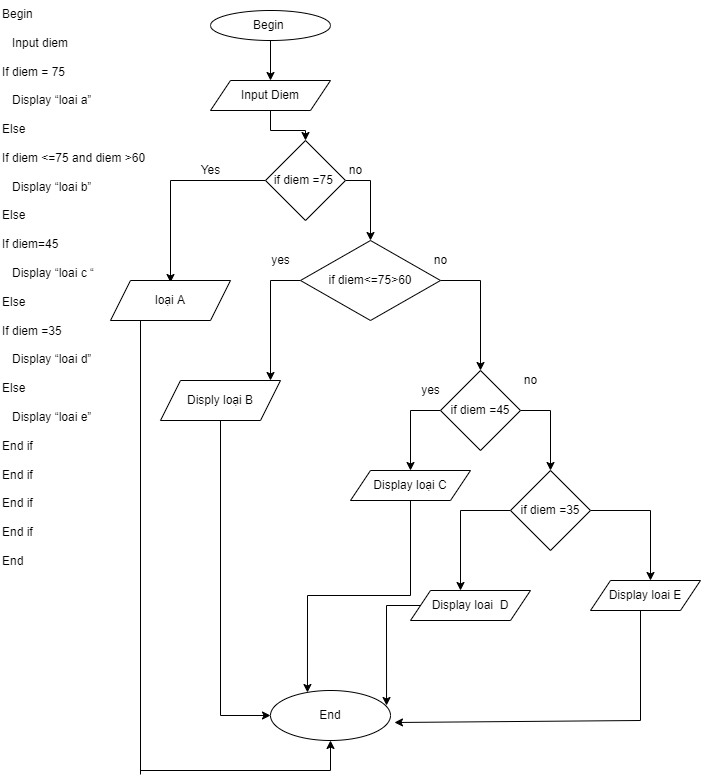 Begin
Input diem
If diem = 75
Display “loai a”
Else
If diem <=75 and diem >60
Display “loai b”
Else
If diem=45
Display “loai c “
Else
If diem =35
Display “loai d”
Else
Display “loai e”
End if
End if
End if
End if
End
Begin
Input Diem
if diem =75
Yes
no
loại A
if diem<=75>60
yes
no
Disply loại B
if diem =45
yes
no
Display loại C
if diem =35
Display loai  D
Display loai E
End